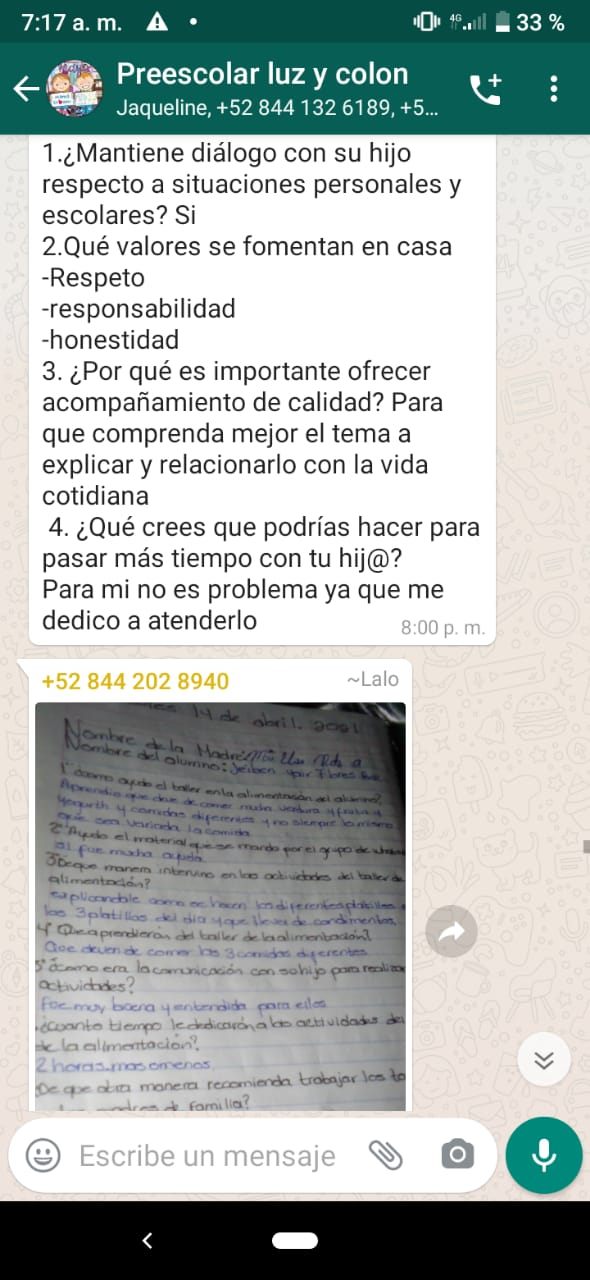 7:17 a. m.
4G
33 %
Preescolar luz y colon
Jaqueline, +52 844 132 6189, +5...
1.¿Mantiene diálogo con su hijo
respecto a situaciones personales y
escolares? Si
2.Qué valores se fomentan en casa
-Respeto
-responsabilidad
-honestidad
3. ¿Por qué es importante ofrecer
acompañamiento de calidad? Para
que comprenda mejor el tema a
explicar y relacionarlo con la vida
cotidiana
4. ¿Qué crees que podrías hacer para
pasar más tiempo con tu hij@?
Para mi no es problema ya que me
dedico a atenderlo
8:00 p. m.
+52 844 202 8940
~Lalo
14 de abril. 2021
Nombre de la Madre:
Nombre del alumno: Flores
1° ayudo el taller en la alimentación del alumno?
que deve de comer mucha verdura y fruta y
yogurth y comidas diferentes y no siempre lo mismo
que sea variada la comida
2° Ayudo el material que se mando por el grupo de
si fue mucha ayuda
3° Deque manera intervino en las actividades del taller de
alimentación?
explicandole como se hacen los diferentes platillos
los 3 platillos del dia y que lleva de condimentos.
4° Que aprendieron del taller de la alimentación?
Que deven de comer las 3 comidas diferentes
5° ¿como era la comunicación con su hijo para realizar
actividades?
Foe muy buena y entendida para ellos
¿cuanto tiempo le dedicarón a las actividades de
de la alimentación?
2 horas. mas omenos
De que otra manera recomienda trabajar los
familia?
Escribe un mensaje